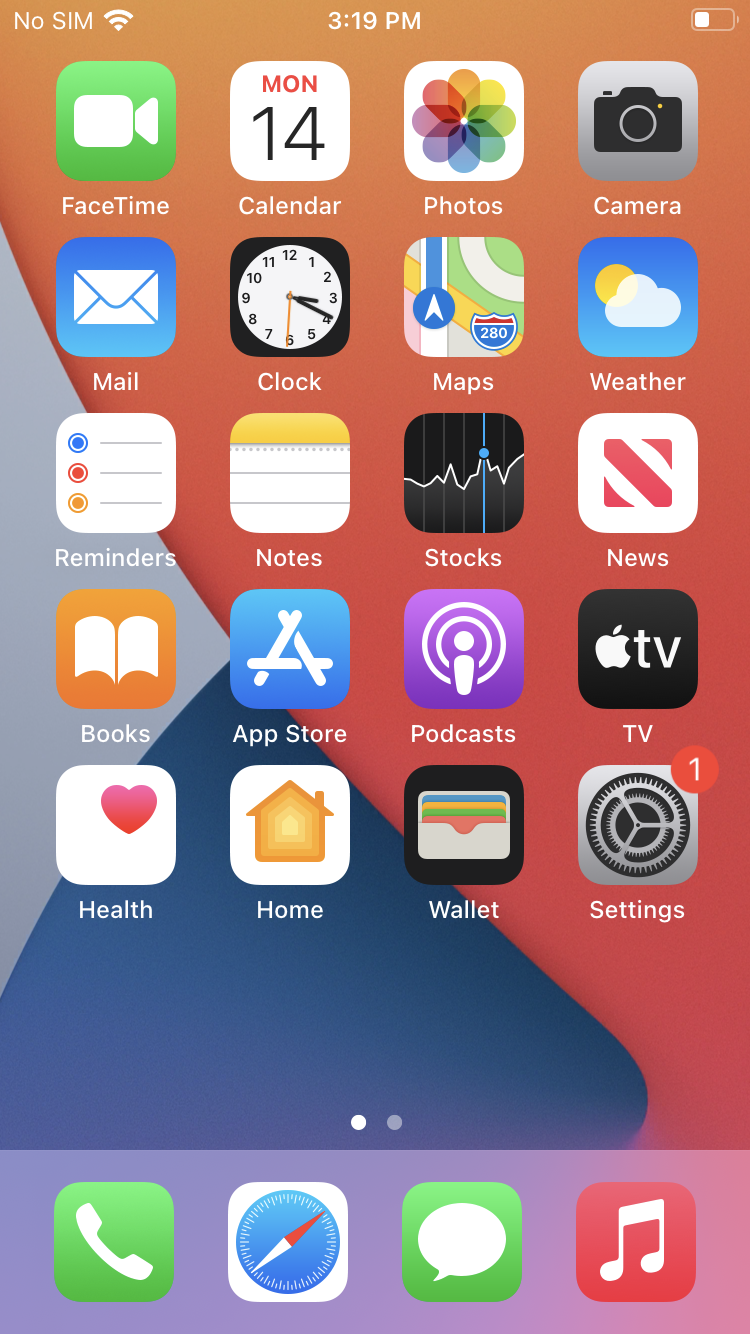 No SIM 3:19 PM
MON
14
FaceTime Calendar Photos Camera
12
11 1
10 2
9 3
8 4
7 5
6
280
Mail Clock Maps Weather
Reminders Notes Stocks News
tv
Books App Store Podcasts TV
1
Health Home Wallet Settings